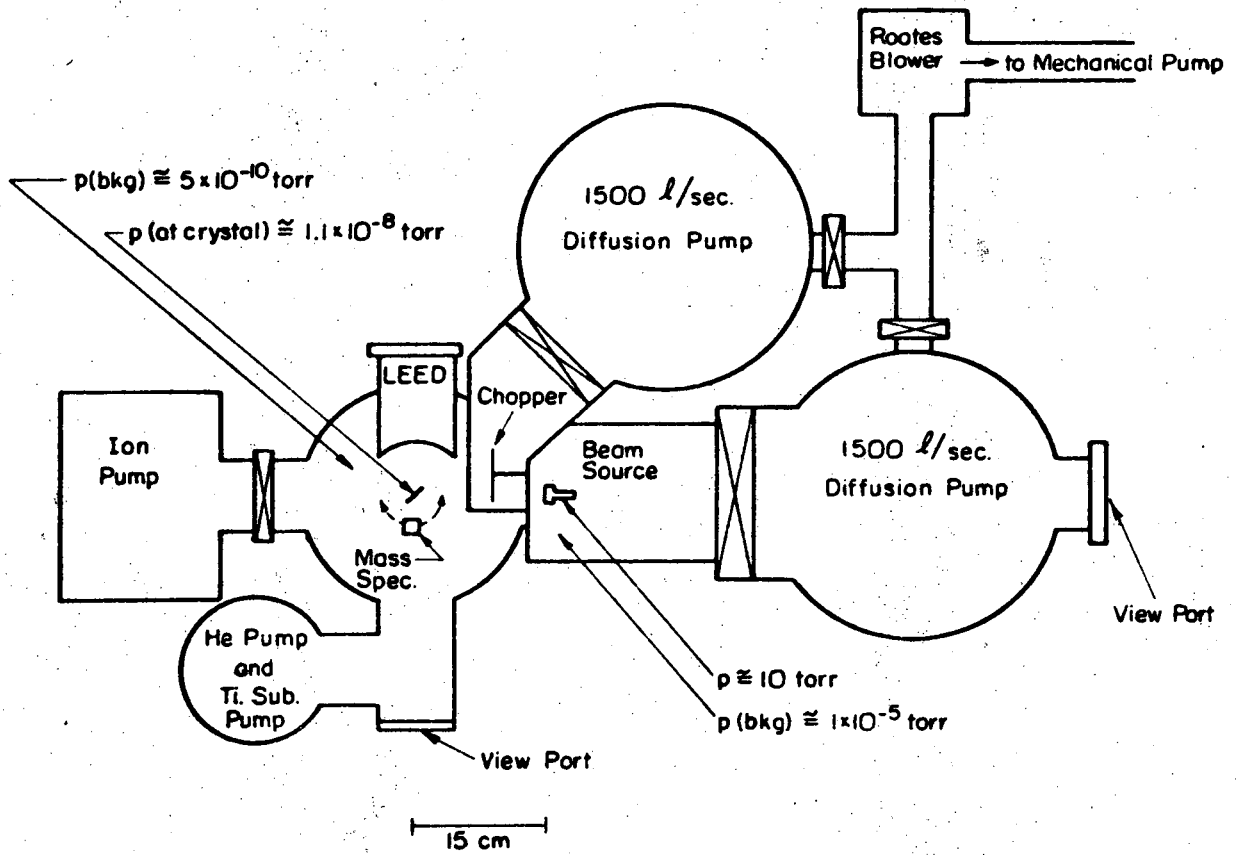 Rootes
Blower
to Mechanical Pump
p(bkg) ≅ 5 × 10⁻¹⁰ torr
p (at crystal) ≅ 1.1 × 10⁻⁸ torr
1500 ℓ/sec.
Diffusion Pump
LEED
Chopper
Ion
Pump
Beam
Source
1500 ℓ/sec.
Diffusion Pump
Mass
Spec.
View Port
He Pump
and
Ti. Sub.
Pump
p ≅ 10 torr
p (bkg) ≅ 1×10⁻⁵ torr
View Port
15 cm